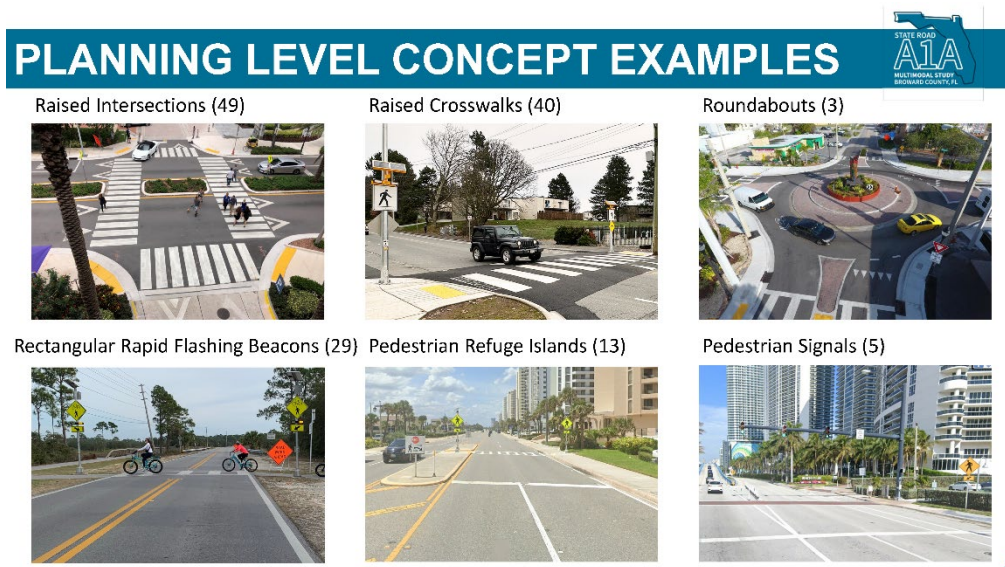 STATE ROAD
A1A
MULTIMODAL STUDY
BROWARD COUNTY, FL
PLANNING LEVEL CONCEPT EXAMPLES
Raised Intersections (49)
Raised Crosswalks (40)
Roundabouts (3)
Rectangular Rapid Flashing Beacons (29)
Pedestrian Refuge Islands (13)
Pedestrian Signals (5)